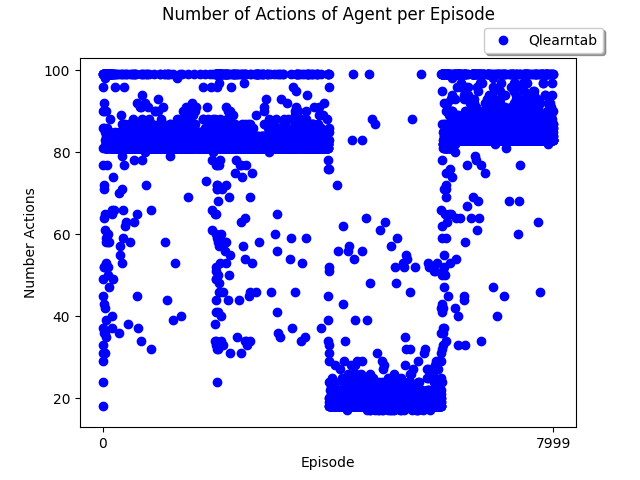 Number of Actions of Agent per Episode
Qlearntab
100
80
60
40
20
Number Actions
0
7999
Episode